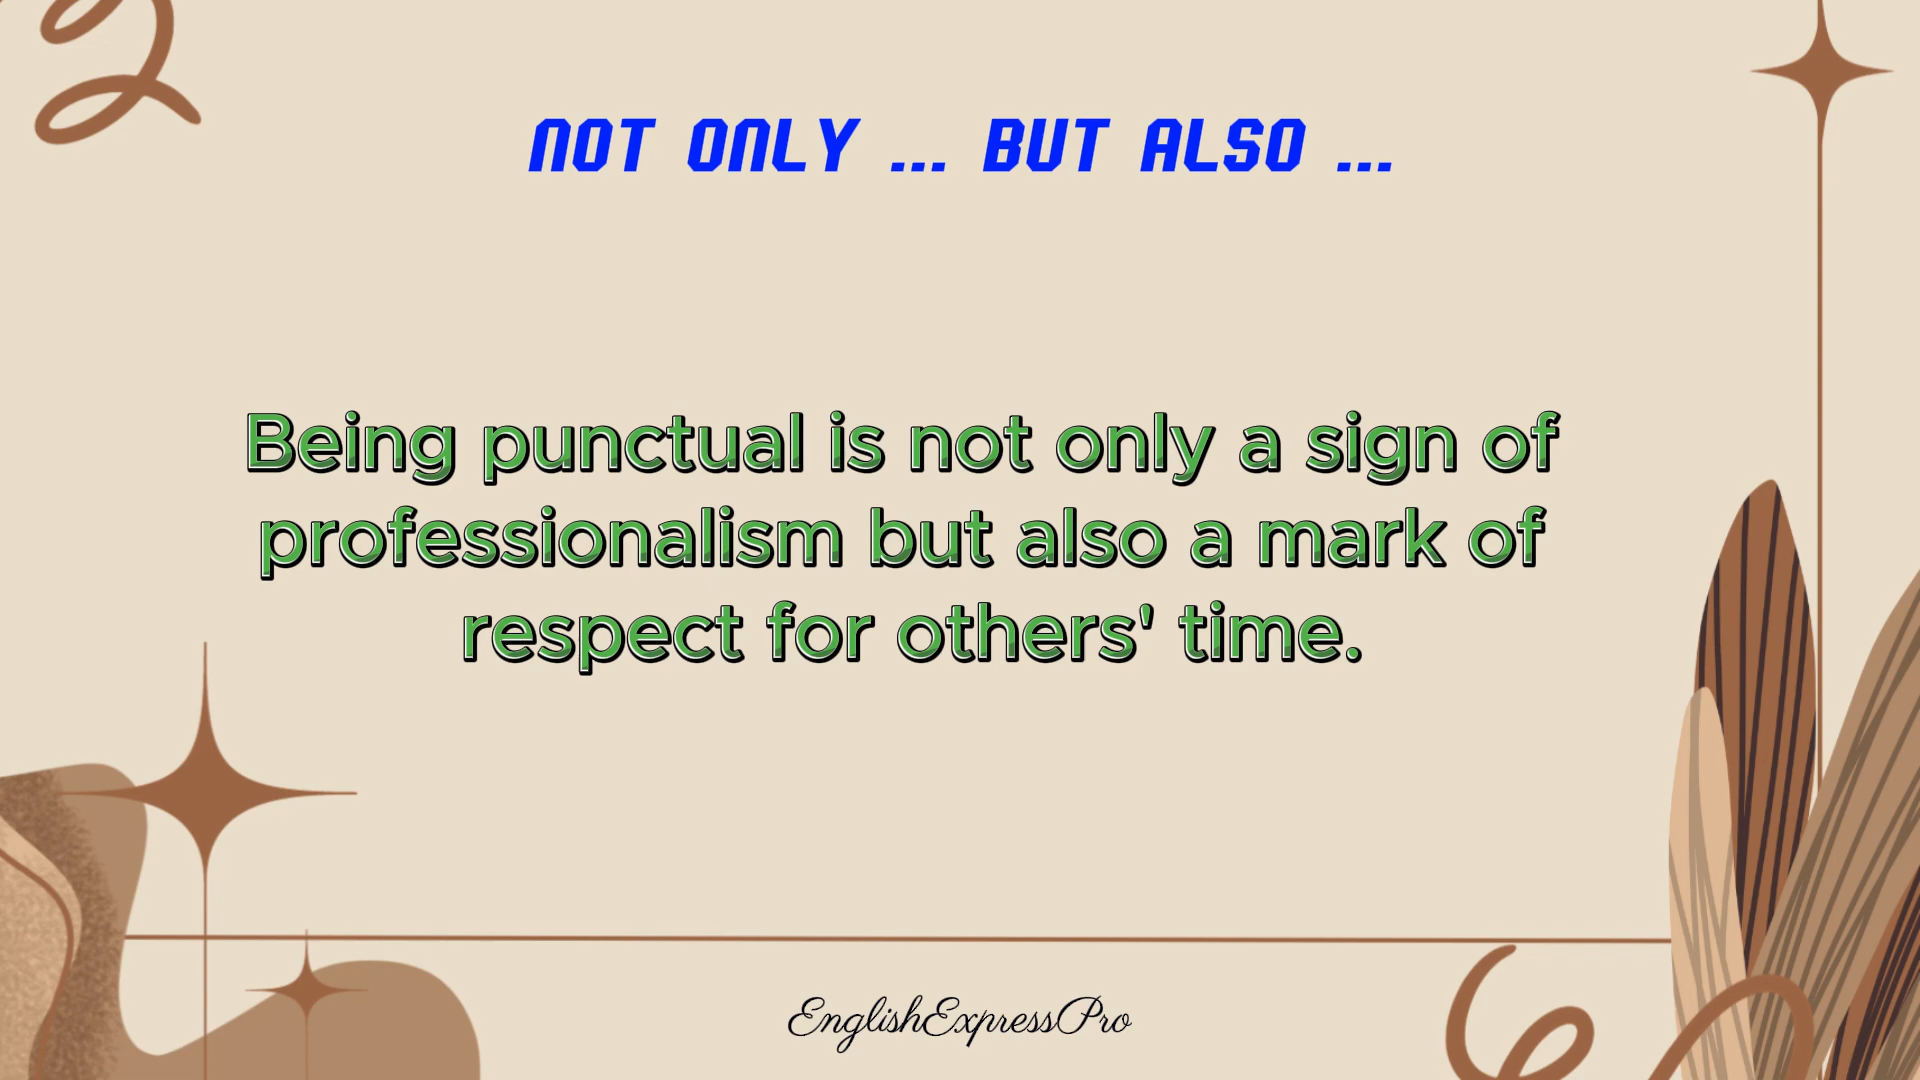 NOT ONLY ... BUT ALSO ...
Being punctual is not only a sign of
professionalism but also a mark of
respect for others' time.
EnglishExpressPro